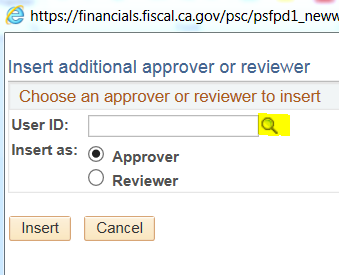 https://financials.fiscal.ca.gov/psc/psfpd1_neww
Insert additional approver or reviewer
Choose an approver or reviewer to insert
User ID:
Insert as: Approver
Reviewer
Insert Cancel